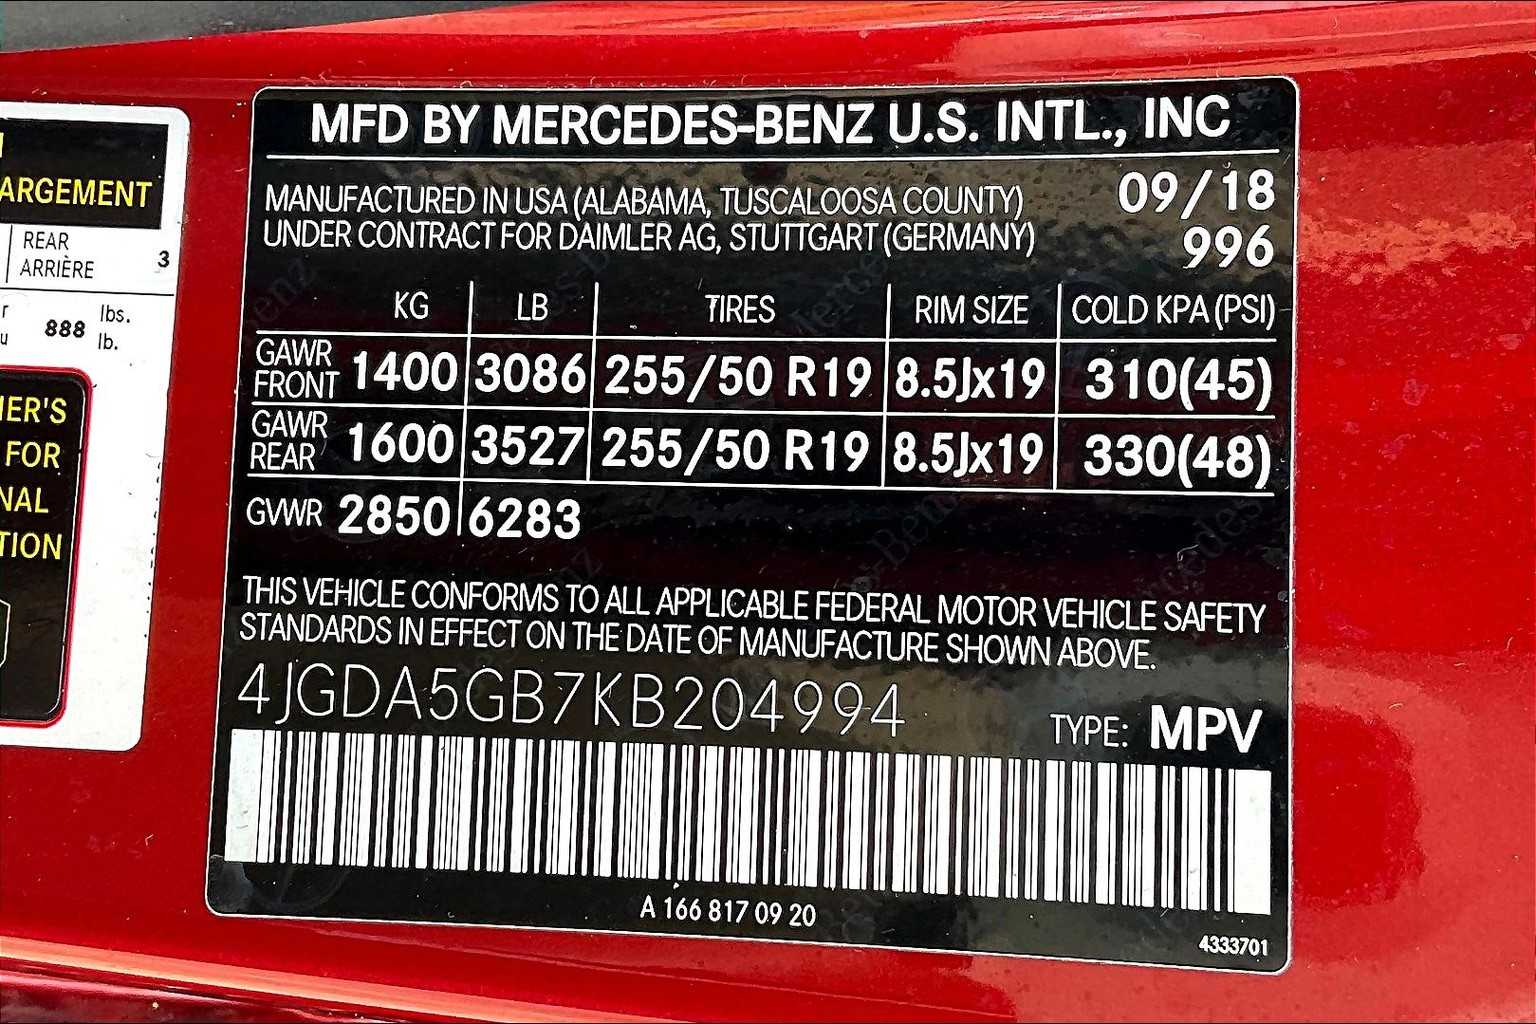 ARGEMENT
REAR
ARRIÈRE 3
888 lbs.
lb.
IER'S
FOR
NAL
TION
MFD BY MERCEDES-BENZ U.S. INTL., INC
MANUFACTURED IN USA (ALABAMA, TUSCALOOSA COUNTY) 09/18
UNDER CONTRACT FOR DAIMLER AG, STUTTGART (GERMANY) 996
KG LB TIRES RIM SIZE COLD KPA (PSI)
GAWR FRONT 1400 3086 255/50 R19 8.5Jx19 310(45)
GAWR REAR 1600 3527 255/50 R19 8.5Jx19 330(48)
GVWR 2850 6283
THIS VEHICLE CONFORMS TO ALL APPLICABLE FEDERAL MOTOR VEHICLE SAFETY
STANDARDS IN EFFECT ON THE DATE OF MANUFACTURE SHOWN ABOVE.
4JGDA5GB7KB204994 TYPE: MPV
A 166 817 09 20
4333701